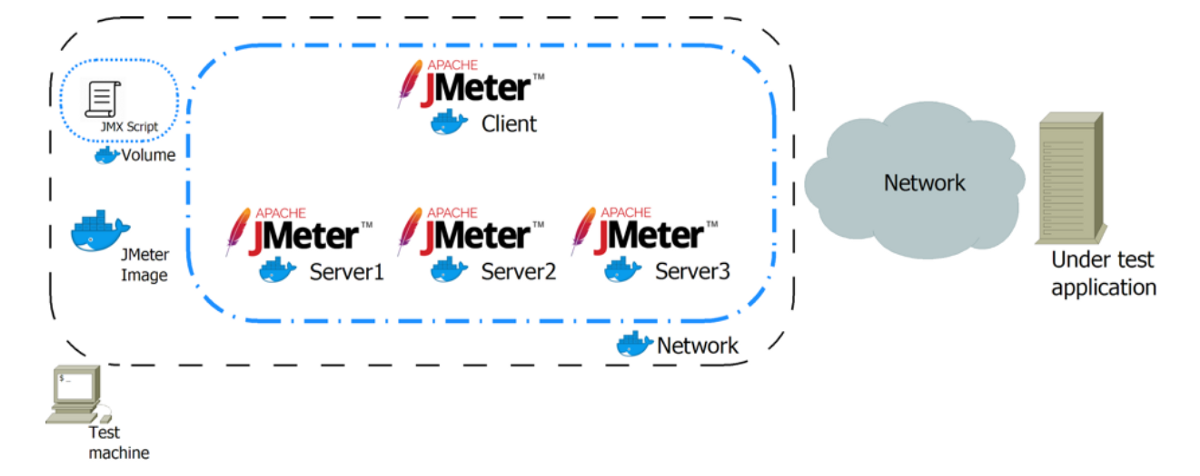 APACHE
JMeter™
Client
JMX Script
Volume
JMeter
Image
APACHE
JMeter™
Server1
APACHE
JMeter™
Server2
APACHE
JMeter™
Server3
Network
Network
Under test
application
$_
Test
machine